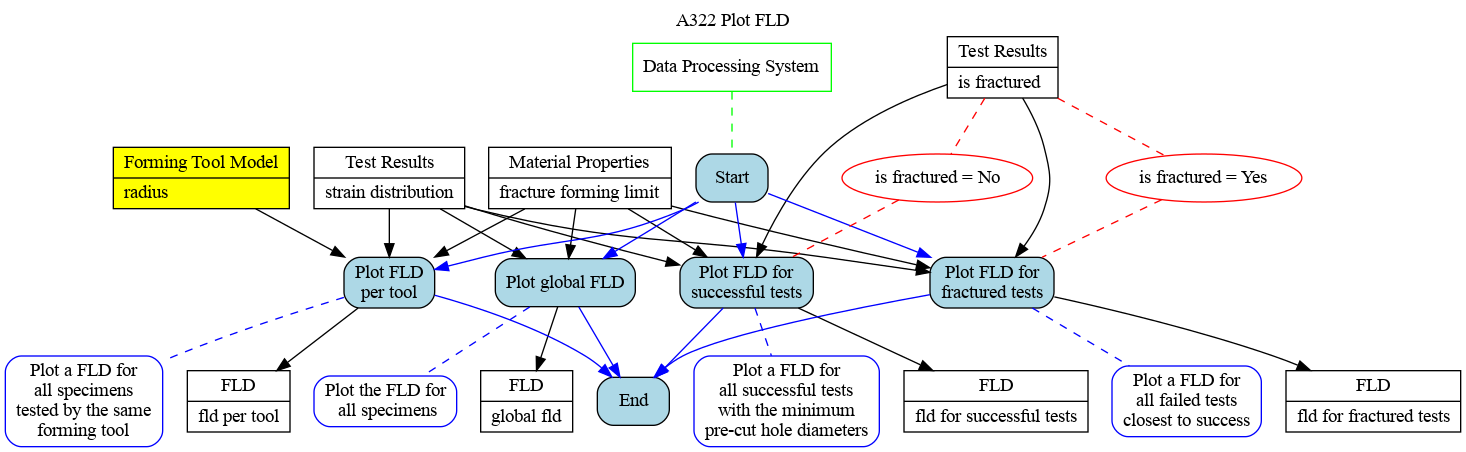 A322 Plot FLD
Data Processing System
Test Results
is fractured
Forming Tool Model
radius
Test Results
strain distribution
Material Properties
fracture forming limit
Start
is fractured = No
is fractured = Yes
Plot FLD
per tool
Plot global FLD
Plot FLD for
successful tests
Plot FLD for
fractured tests
Plot a FLD for
all specimens
tested by the same
forming tool
FLD
fld per tool
Plot the FLD for
all specimens
FLD
global fld
End
Plot a FLD for
all successful tests
with the minimum
pre-cut hole diameters
FLD
fld for successful tests
Plot a FLD for
all failed tests
closest to success
FLD
fld for fractured tests